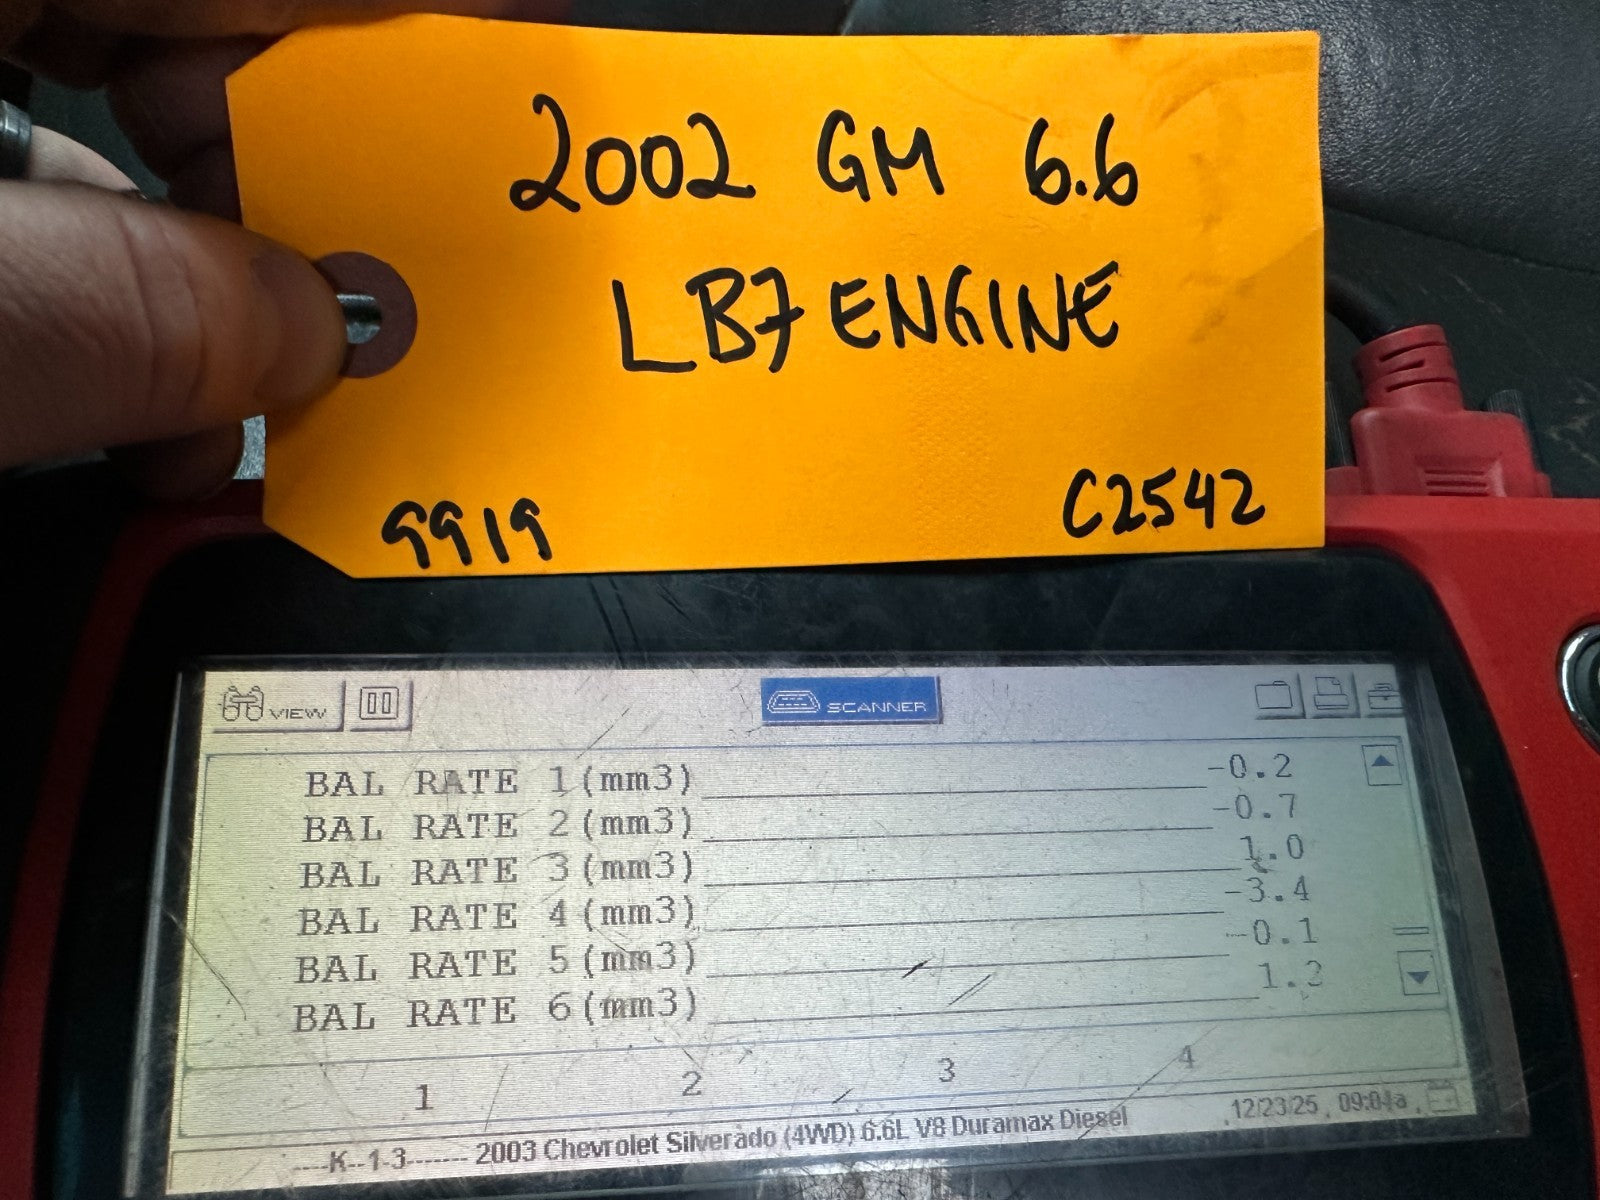 2002 GM 6.6
LB7 ENGINE
9919 C2542
VIEW SCANNER
BAL RATE 1(mm3) -0.2
BAL RATE 2(mm3) -0.7
BAL RATE 3(mm3) 1.0
BAL RATE 4(mm3) -3.4
BAL RATE 5(mm3) -0.1
BAL RATE 6(mm3)
1 2 3 4
----K--1-3------- 2003 Chevrolet Silverado (4WD) 6.6L V8 Duramax Diesel 12/23/25 , 09:04a